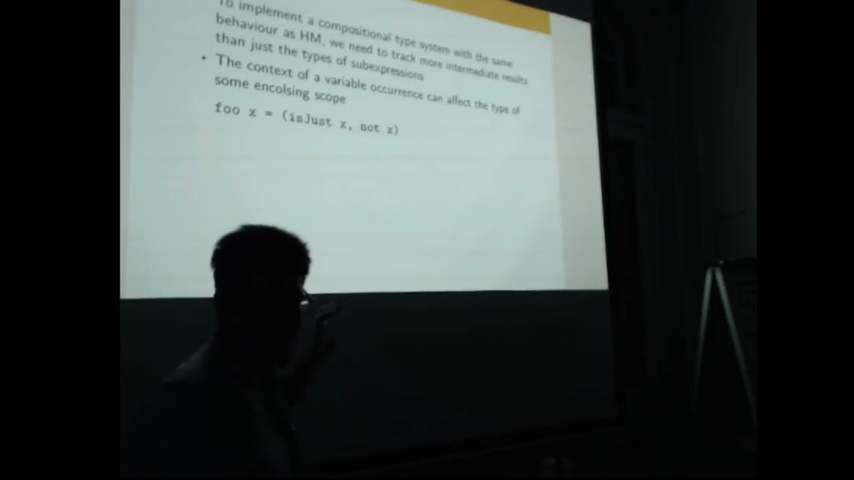 To implement a compositional type system with the same
behaviour as HM, we need to track more intermediate results
than just the types of subexpressions
• The context of a variable occurrence can affect the type of
some encolsing scope
foo x = (isJust x, not x)